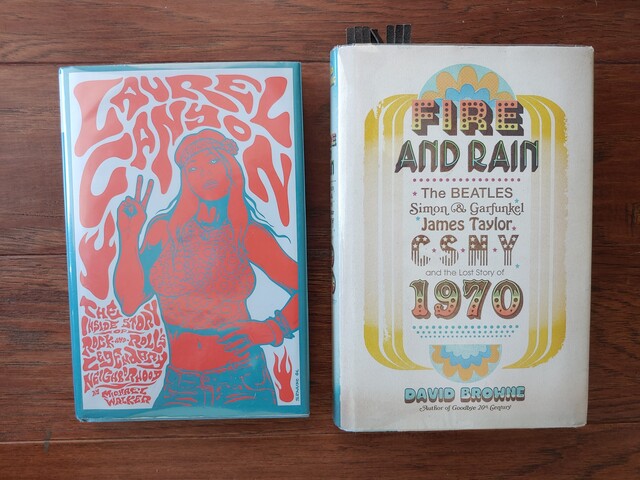 LAUREL
CANYON
THE
INSIDE STORY
OF
ROCK AND ROLL'S
LEGENDARY
NEIGHBORHOOD
BY MICHAEL
WALKER
FIRE
AND RAIN
The BEATLES
Simon & Garfunkel
James Taylor
C·S·N·Y
and the Lost Story of
1970
DAVID BROWNE
Author of Goodbye 20th Century